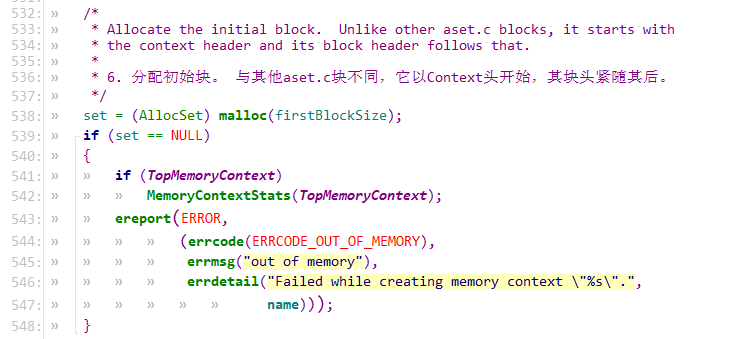 532: » /*
533: » * Allocate the initial block.  Unlike other aset.c blocks, it starts with
534: » * the context header and its block header follows that.
535: » *
536: » * 6. 分配初始块。 与其他aset.c块不同，它以Context头开始，其块头紧随其后。
537: » */
538: » set = (AllocSet) malloc(firstBlockSize);
539: » if (set == NULL)
540: » {
541: » » if (TopMemoryContext)
542: » » » MemoryContextStats(TopMemoryContext);
543: » » ereport(ERROR,
544: » » » » (errcode(ERRCODE_OUT_OF_MEMORY),
545: » » » » errmsg("out of memory"),
546: » » » » errdetail("Failed while creating memory context \"%s\".",
547: » » » » » » name)));
548: » }